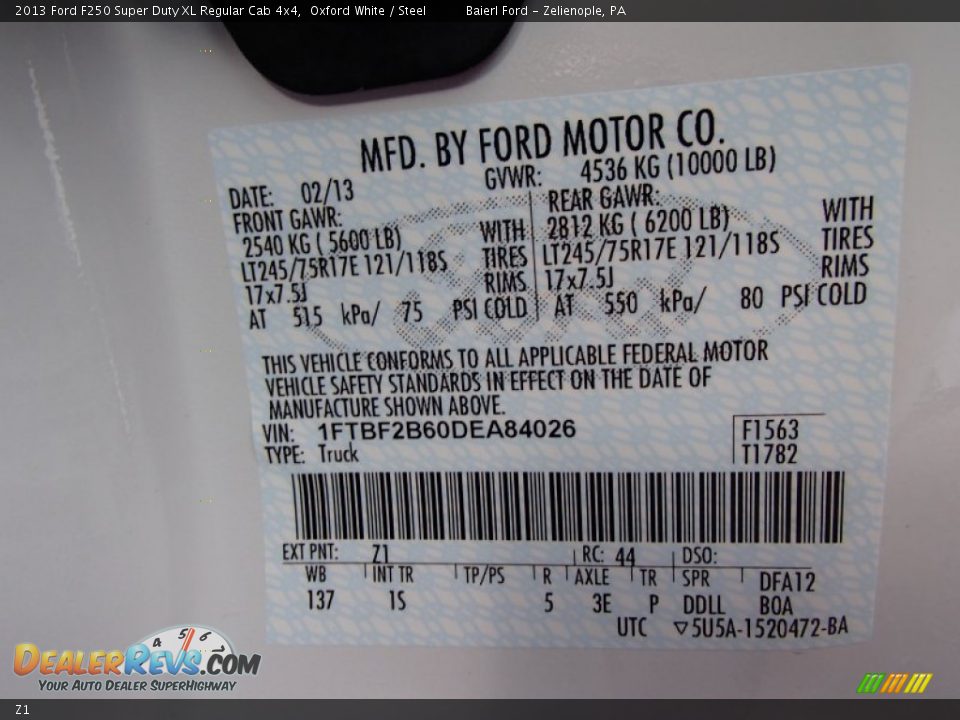 2013 Ford F250 Super Duty XL Regular Cab 4x4, Oxford White / Steel Baierl Ford - Zelienople, PA
MFD. BY FORD MOTOR CO.
DATE: 02/13 GVWR: 4536 KG (10000 LB)
FRONT GAWR: REAR GAWR:
2540 KG ( 5600 LB) WITH 2812 KG ( 6200 LB) WITH
LT245/75R17E 121/118S TIRES LT245/75R17E 121/118S TIRES
17x7.5J RIMS 17x7.5J RIMS
AT 515 kPa/ 75 PSI COLD AT 550 kPa/ 80 PSI COLD
THIS VEHICLE CONFORMS TO ALL APPLICABLE FEDERAL MOTOR
VEHICLE SAFETY STANDARDS IN EFFECT ON THE DATE OF
MANUFACTURE SHOWN ABOVE.
VIN: 1FTBF2B60DEA84026 F1563
TYPE: Truck T1782
EXT PNT: Z1 RC: 44 DSO:
WB INT TR TP/PS R AXLE TR SPR DFA12
137 1S 5 3E P DDLL BOA
UTC ▽5U5A-1520472-BA
4 5 6
DEALERREVS.COM
YOUR AUTO DEALER SUPERHIGHWAY
Z1